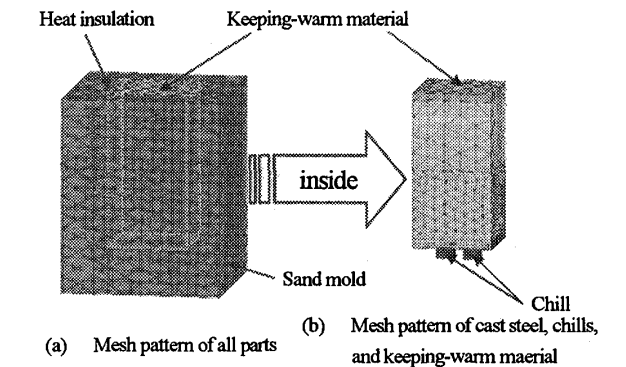 Heat insulation
Keeping-warm material
inside
Sand mold
Chill
(a) Mesh pattern of all parts
(b) Mesh pattern of cast steel, chills,
and keeping-warm maerial